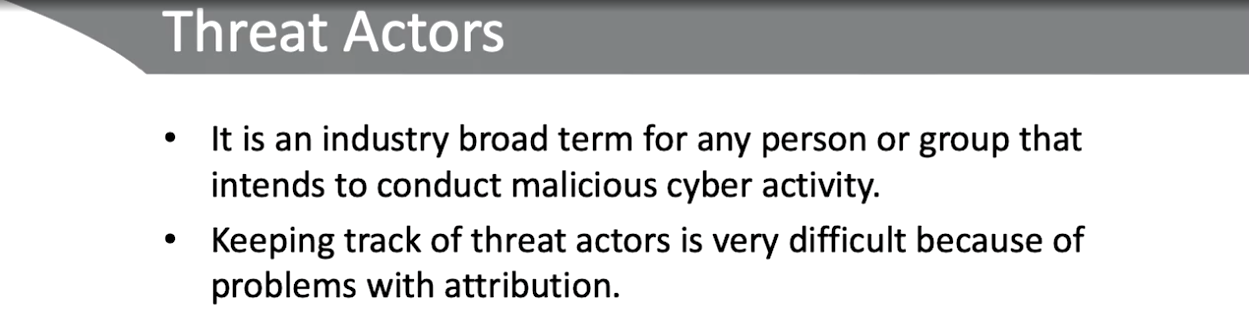 Threat Actors
• It is an industry broad term for any person or group that
intends to conduct malicious cyber activity.
• Keeping track of threat actors is very difficult because of
problems with attribution.